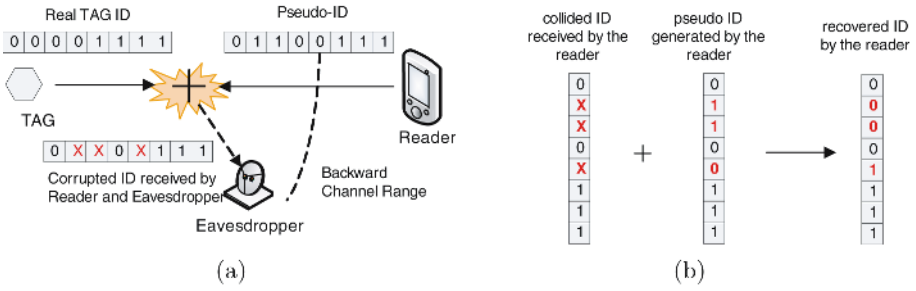 Real TAG ID
Pseudo-ID
0 0 0 0 1 1 1 1
0 1 1 0 0 1 1 1
TAG
Reader
0 X X 0 X 1 1 1
Corrupted ID received by
Reader and Eavesdropper
Backward
Channel Range
Eavesdropper
(a)
collided ID
received by the
reader
pseudo ID
generated by the
reader
recovered ID
by the reader
0
X
X
0
X
1
1
1
+
0
1
1
0
0
1
1
1
0
0
0
0
1
1
1
1
(b)